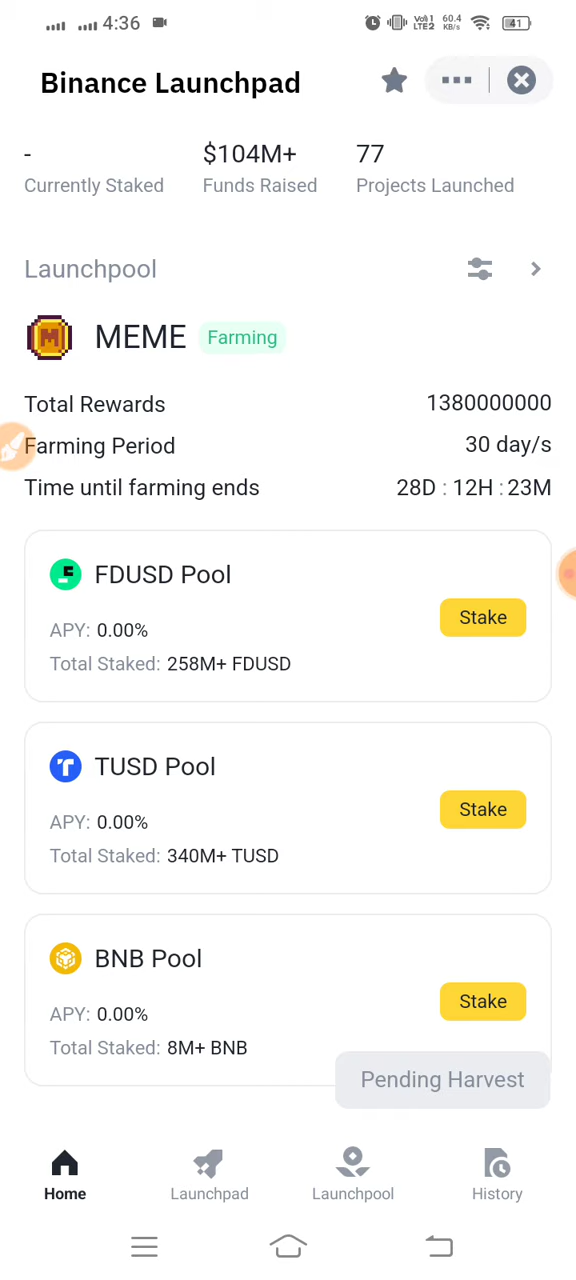 4:36 Vo) 1 LTE2 60.4 KB/s 41
Binance Launchpad
- $104M+ 77
Currently Staked Funds Raised Projects Launched
Launchpool
M MEME Farming
Total Rewards 1380000000
Farming Period 30 day/s
Time until farming ends 28D : 12H : 23M
FDUSD Pool
APY: 0.00% Stake
Total Staked: 258M+ FDUSD
TUSD Pool
APY: 0.00% Stake
Total Staked: 340M+ TUSD
BNB Pool
APY: 0.00% Stake
Total Staked: 8M+ BNB
Pending Harvest
Home Launchpad Launchpool History